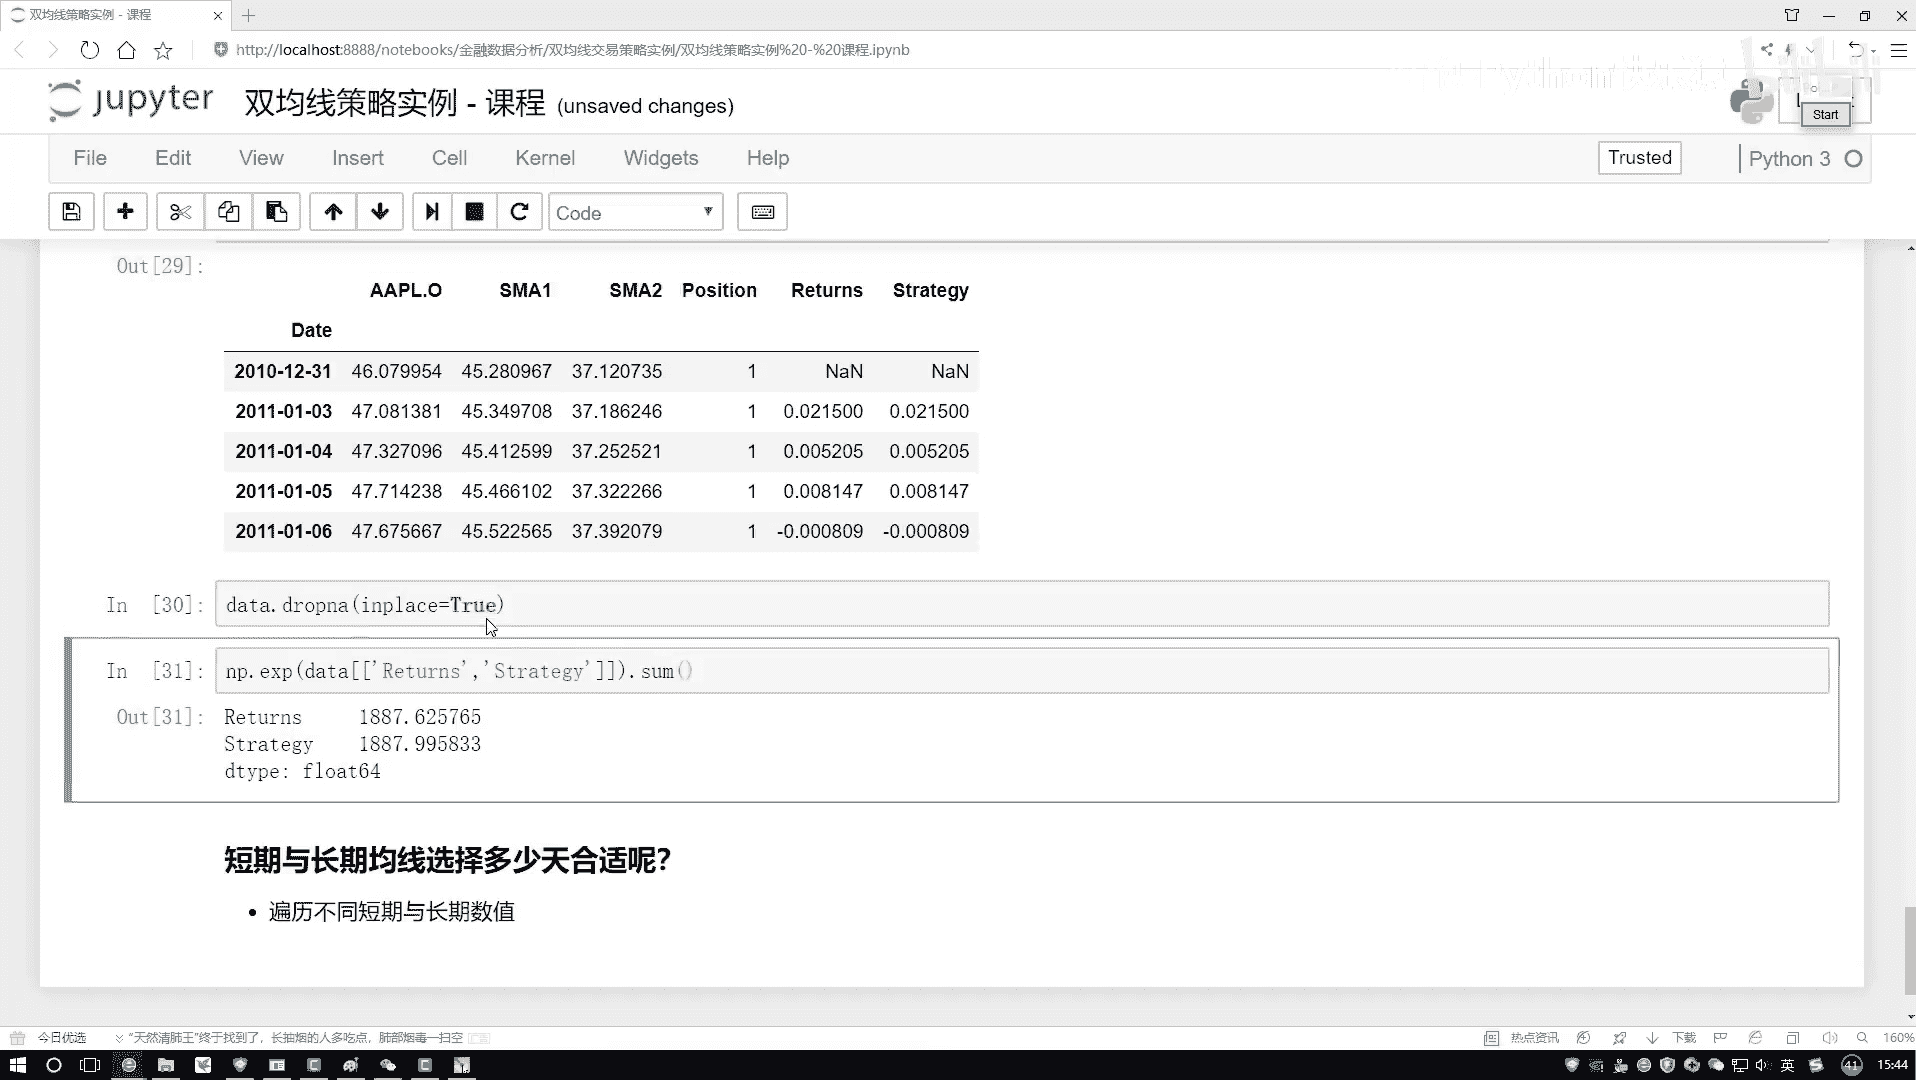 双均线策略实例 - 课程
http://localhost:8888/notebooks/金融数据分析/双均线交易策略实例/双均线策略实例%20-%20课程.ipynb
jupyter 双均线策略实例 - 课程 (unsaved changes)
Start
File Edit View Insert Cell Kernel Widgets Help
Trusted Python 3
Code
Out[29]:
AAPL.O SMA1 SMA2 Position Returns Strategy
Date
2010-12-31 46.079954 45.280967 37.120735 1 NaN NaN
2011-01-03 47.081381 45.349708 37.186246 1 0.021500 0.021500
2011-01-04 47.327096 45.412599 37.252521 1 0.005205 0.005205
2011-01-05 47.714238 45.466102 37.322266 1 0.008147 0.008147
2011-01-06 47.675667 45.522565 37.392079 1 -0.000809 -0.000809
In [30]: data.dropna(inplace=True)
In [31]: np.exp(data[['Returns','Strategy']]).sum()
Out[31]: Returns 1887.625765
Strategy 1887.995833
dtype: float64
短期与长期均线选择多少天合适呢?
• 遍历不同短期与长期数值
今日优选 “天然清肺王”终于找到了，长抽烟的人多吃点，肺部烟毒一扫空
热点资讯 下载 160%
英 41 15:44